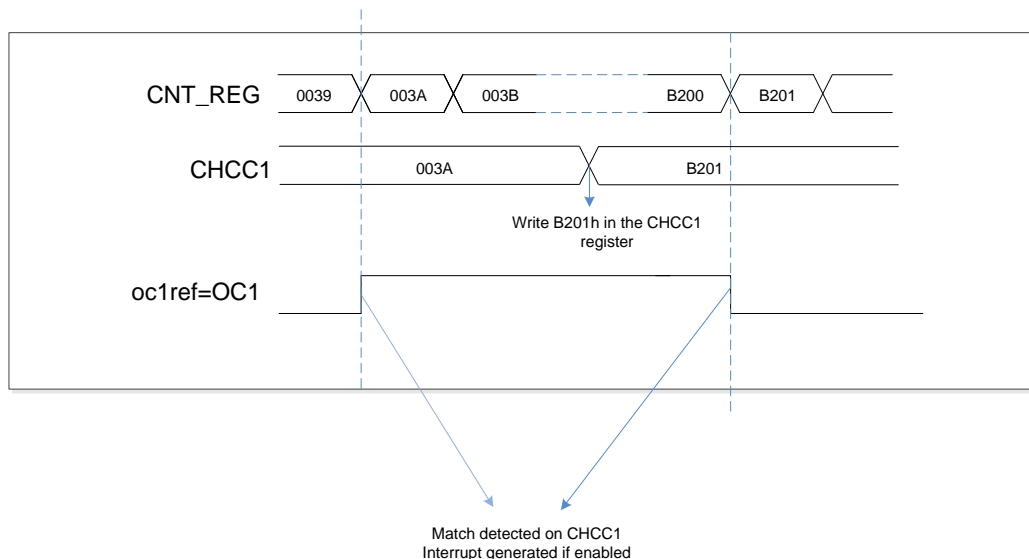 CNT_REG 0039 003A 003B B200 B201
CHCC1 003A B201
Write B201h in the CHCC1
register
oc1ref=OC1
Match detected on CHCC1
Interrupt generated if enabled